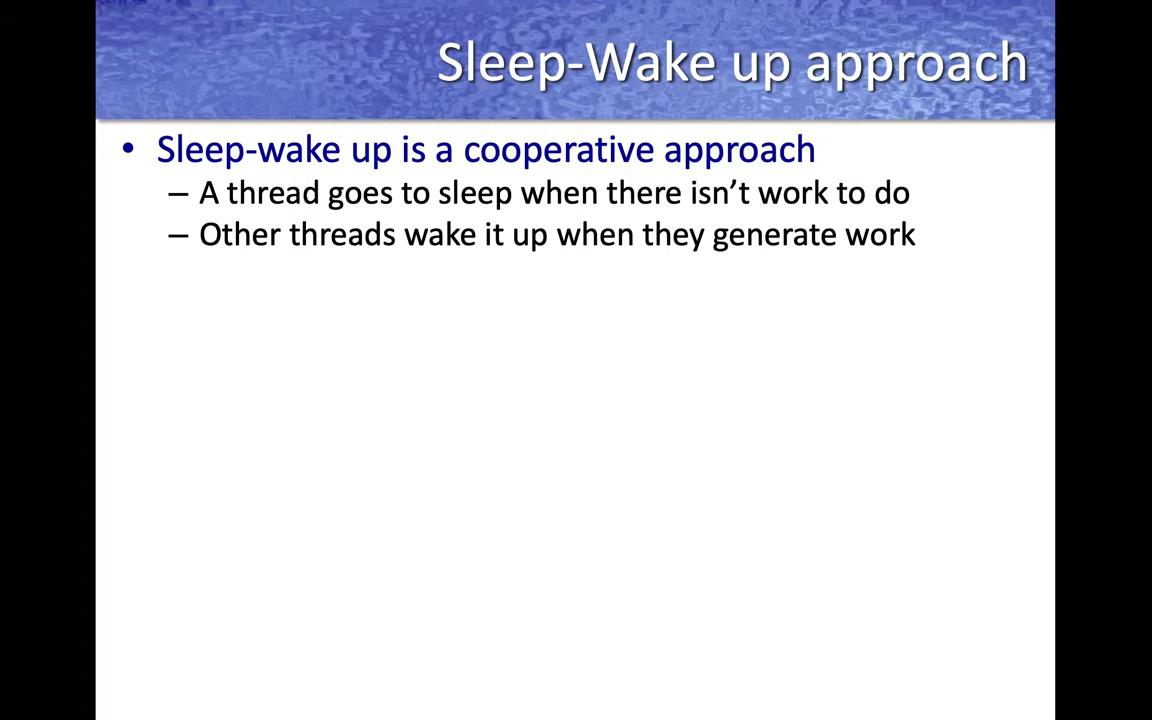 Sleep-Wake up approach
• Sleep-wake up is a cooperative approach
– A thread goes to sleep when there isn’t work to do
– Other threads wake it up when they generate work